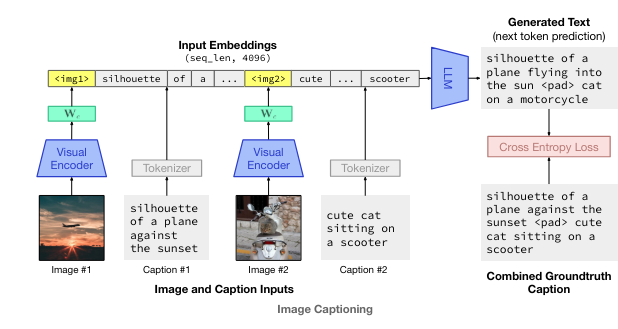 Generated Text
(next token prediction)
Input Embeddings
(seq_len, 4096)
<img1> silhouette of a ... <img2> cute ... scooter
LLM
silhouette of a
plane flying into
the sun <pad> cat
on a motorcycle
W_c W_c
Visual
Encoder
Tokenizer
Visual
Encoder
Tokenizer
Cross Entropy Loss
silhouette
of a plane
against
the sunset
cute cat
sitting on
a scooter
silhouette of a
plane against the
sunset <pad> cute
cat sitting on a
scooter
Image #1 Caption #1 Image #2 Caption #2
Image and Caption Inputs
Combined Groundtruth
Caption
Image Captioning